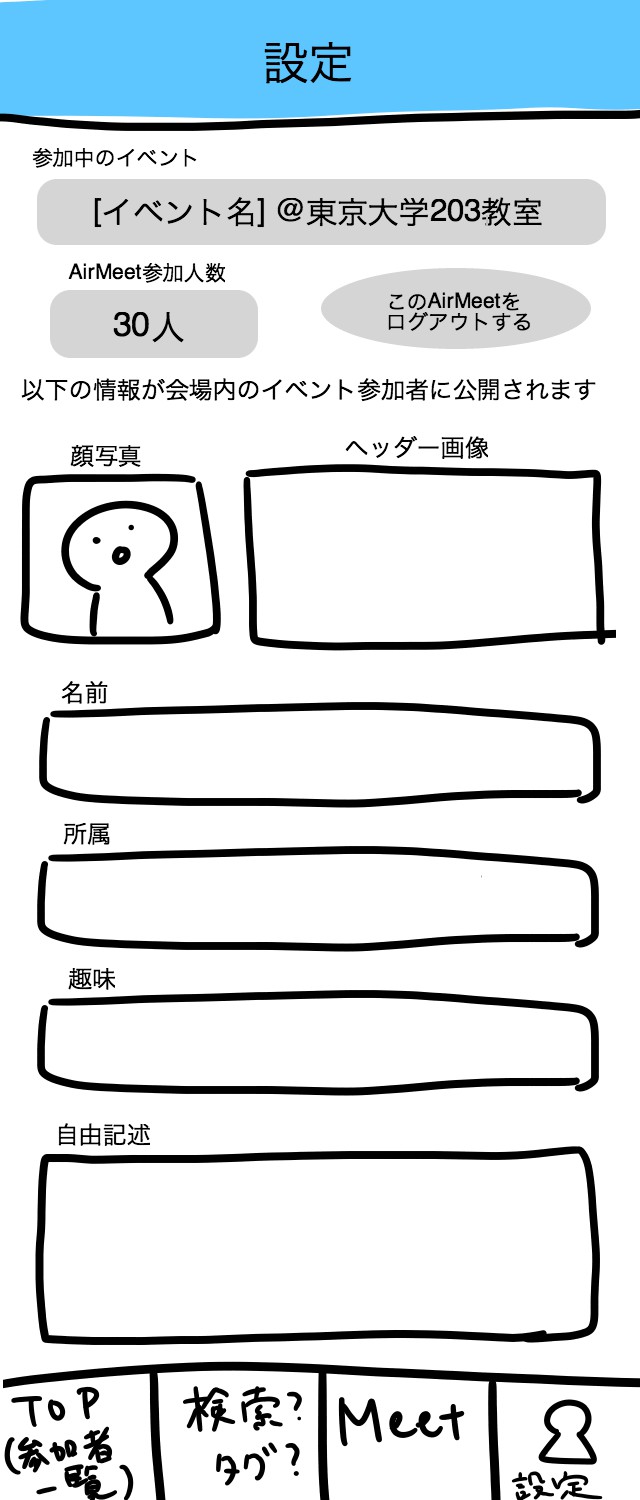 設定
参加中のイベント
[イベント名] @東京大学203教室
AirMeet参加人数
30人
このAirMeetを
ログアウトする
以下の情報が会場内のイベント参加者に公開されます
顔写真
ヘッダー画像
名前
所属
趣味
自由記述
TOP
(参加者
一覧)
検索?
タグ?
Meet
設定